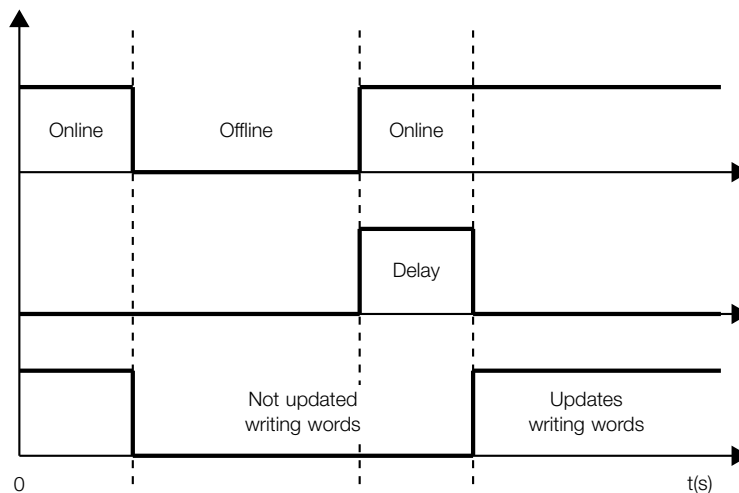 Online
Offline
Online
Delay
Not updated
writing words
Updates
writing words
0
t(s)